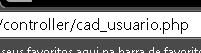 /controller/cad_usuario.php
seus favoritos aqui na barra de favorito